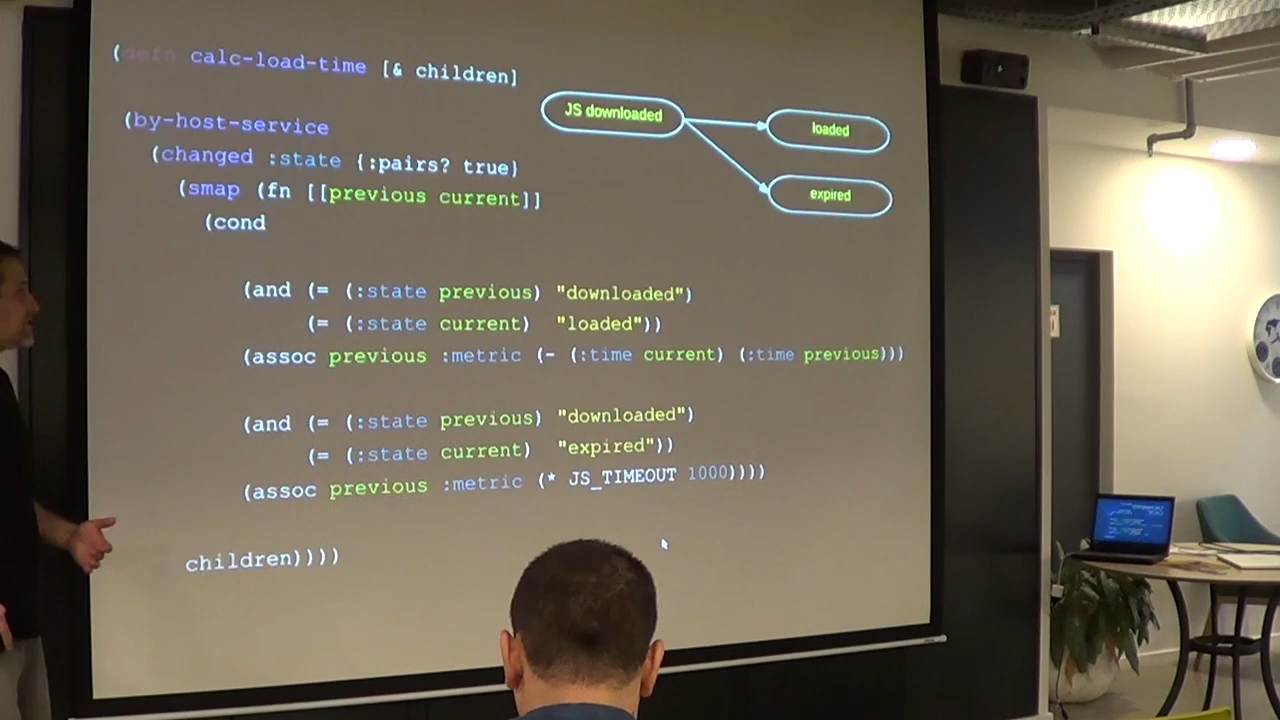 (defn calc-load-time [& children]
JS downloaded
loaded
expired
(by-host-service
(changed :state {:pairs? true}
(smap (fn [[previous current]]
(cond
(and (= (:state previous) "downloaded")
(= (:state current) "loaded"))
(assoc previous :metric (- (:time current) (:time previous)))
(and (= (:state previous) "downloaded")
(= (:state current) "expired"))
(assoc previous :metric (* JS_TIMEOUT 1000))))
children))))